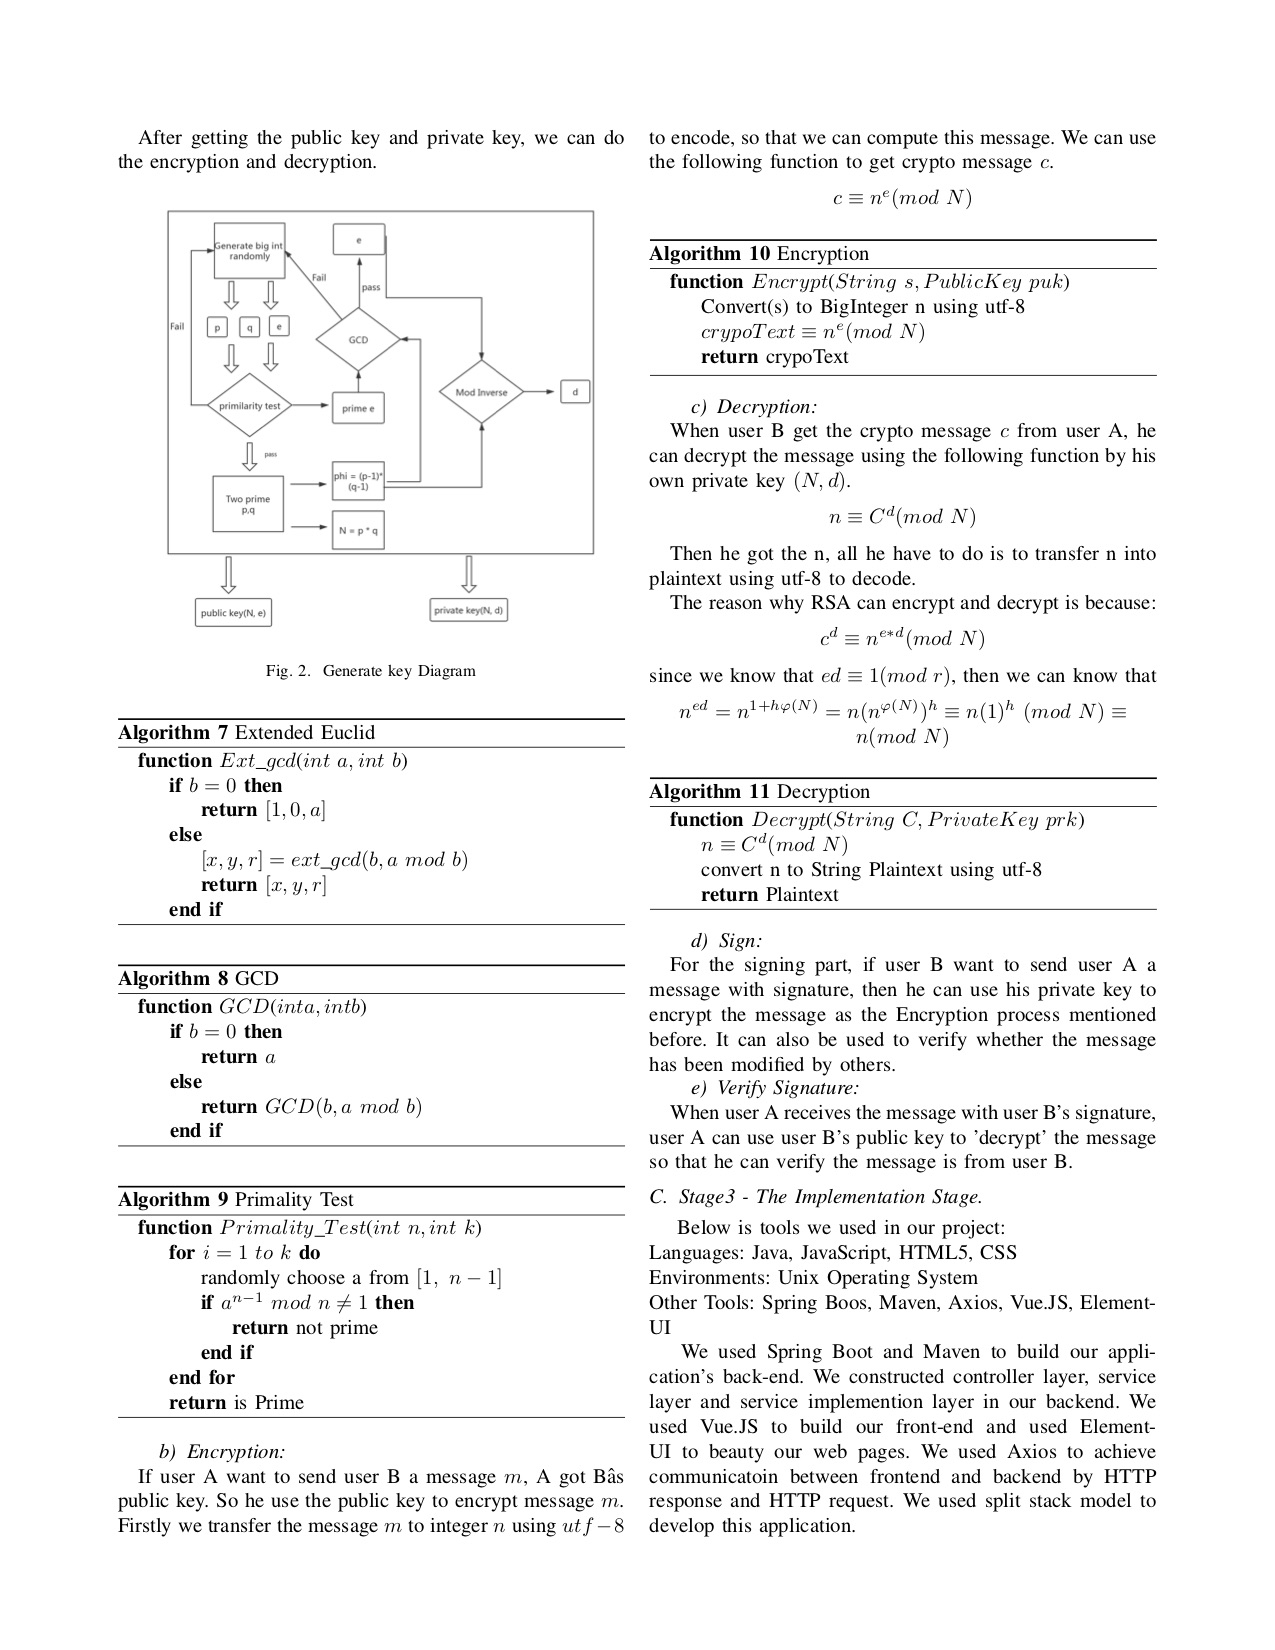 After getting the public key and private key, we can do
the encryption and decryption.
Generate big int
randomly
e
Fail
pass
Fail
p
q
e
GCD
primilarity test
prime e
Mod Inverse
d
pass
Two prime
p,q
phi = (p-1)*
(q-1)
N = p * q
public key(N, e)
private key(N, d)
Fig. 2. Generate key Diagram
Algorithm 7 Extended Euclid
function Ext_gcd(int a, int b)
if b = 0 then
return [1, 0, a]
else
[x, y, r] = ext_gcd(b, a mod b)
return [x, y, r]
end if
Algorithm 8 GCD
function GCD(inta, intb)
if b = 0 then
return a
else
return GCD(b, a mod b)
end if
Algorithm 9 Primality Test
function Primality_Test(int n, int k)
for i = 1 to k do
randomly choose a from [1, n − 1]
if a^{n−1} mod n ≠ 1 then
return not prime
end if
end for
return is Prime
b) Encryption:
If user A want to send user B a message m, A got Bâs
public key. So he use the public key to encrypt message m.
Firstly we transfer the message m to integer n using utf − 8
to encode, so that we can compute this message. We can use
the following function to get crypto message c.
c ≡ n^e(mod N)
Algorithm 10 Encryption
function Encrypt(String s, PublicKey puk)
Convert(s) to BigInteger n using utf-8
crypoText ≡ n^e(mod N)
return crypoText
c) Decryption:
When user B get the crypto message c from user A, he
can decrypt the message using the following function by his
own private key (N, d).
n ≡ C^d(mod N)
Then he got the n, all he have to do is to transfer n into
plaintext using utf-8 to decode.
The reason why RSA can encrypt and decrypt is because:
c^d ≡ n^{e∗d}(mod N)
since we know that ed ≡ 1(mod r), then we can know that
n^{ed} = n^{1+hφ(N)} = n(n^{φ(N)})^h ≡ n(1)^h (mod N) ≡
n(mod N)
Algorithm 11 Decryption
function Decrypt(String C, PrivateKey prk)
n ≡ C^d(mod N)
convert n to String Plaintext using utf-8
return Plaintext
d) Sign:
For the signing part, if user B want to send user A a
message with signature, then he can use his private key to
encrypt the message as the Encryption process mentioned
before. It can also be used to verify whether the message
has been modified by others.
e) Verify Signature:
When user A receives the message with user B's signature,
user A can use user B's public key to 'decrypt' the message
so that he can verify the message is from user B.
C. Stage3 - The Implementation Stage.
Below is tools we used in our project:
Languages: Java, JavaScript, HTML5, CSS
Environments: Unix Operating System
Other Tools: Spring Boos, Maven, Axios, Vue.JS, Element-
UI
We used Spring Boot and Maven to build our appli-
cation's back-end. We constructed controller layer, service
layer and service implemention layer in our backend. We
used Vue.JS to build our front-end and used Element-
UI to beauty our web pages. We used Axios to achieve
communicatoin between frontend and backend by HTTP
response and HTTP request. We used split stack model to
develop this application.